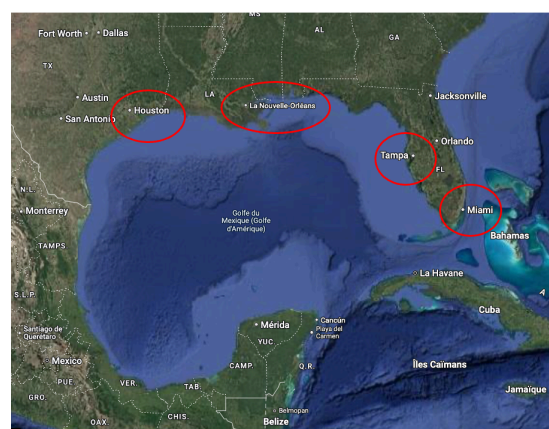 MS
AL
GA
Fort Worth
Dallas
TX
LA
Austin
Houston
La Nouvelle-Orléans
Jacksonville
San Antonio
Orlando
Tampa
FL
N.L.
Monterrey
Miami
Golfe du
Mexique (Golfe
d'Amérique)
Bahamas
TAMPS
La Havane
S.L.P.
Cuba
Cancún
Santiago de
Querétaro
Mérida
Playa del
Carmen
YUC.
Mexico
CAMP.
Q.R.
Îles Caïmans
PUE.
VER.
TAB.
Jamaïque
GRO.
Belmopan
CHIS.
OAX.
Belize